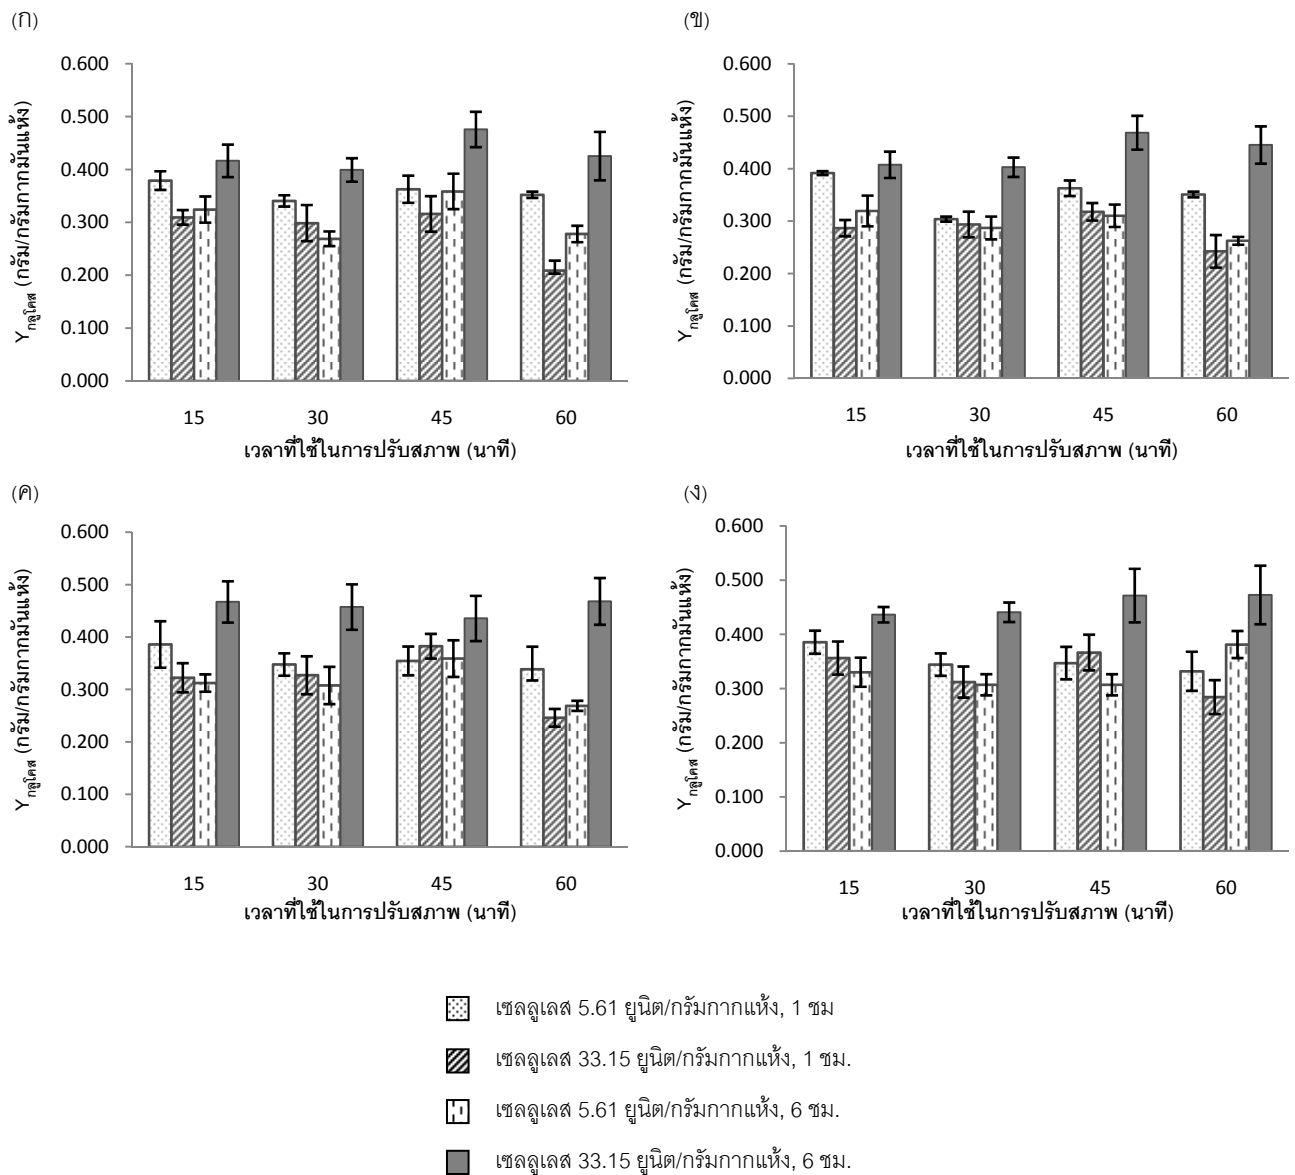 (ก)
Yกลูโคส (กรัม/กรัมกากมันแห้ง)
0.600
0.500
0.400
0.300
0.200
0.100
0.000
15 30 45 60
เวลาที่ใช้ในการปรับสภาพ (นาที)
(ข)
Yกลูโคส (กรัม/กรัมกากมันแห้ง)
0.600
0.500
0.400
0.300
0.200
0.100
0.000
15 30 45 60
เวลาที่ใช้ในการปรับสภาพ (นาที)
(ค)
Yกลูโคส (กรัม/กรัมกากมันแห้ง)
0.600
0.500
0.400
0.300
0.200
0.100
0.000
15 30 45 60
เวลาที่ใช้ในการปรับสภาพ (นาที)
(ง)
Yกลูโคส (กรัม/กรัมกากมันแห้ง)
0.600
0.500
0.400
0.300
0.200
0.100
0.000
15 30 45 60
เวลาที่ใช้ในการปรับสภาพ (นาที)
เซลลูเลส 5.61 ยูนิต/กรัมกากแห้ง, 1 ชม
เซลลูเลส 33.15 ยูนิต/กรัมกากแห้ง, 1 ชม.
เซลลูเลส 5.61 ยูนิต/กรัมกากแห้ง, 6 ชม.
เซลลูเลส 33.15 ยูนิต/กรัมกากแห้ง, 6 ชม.